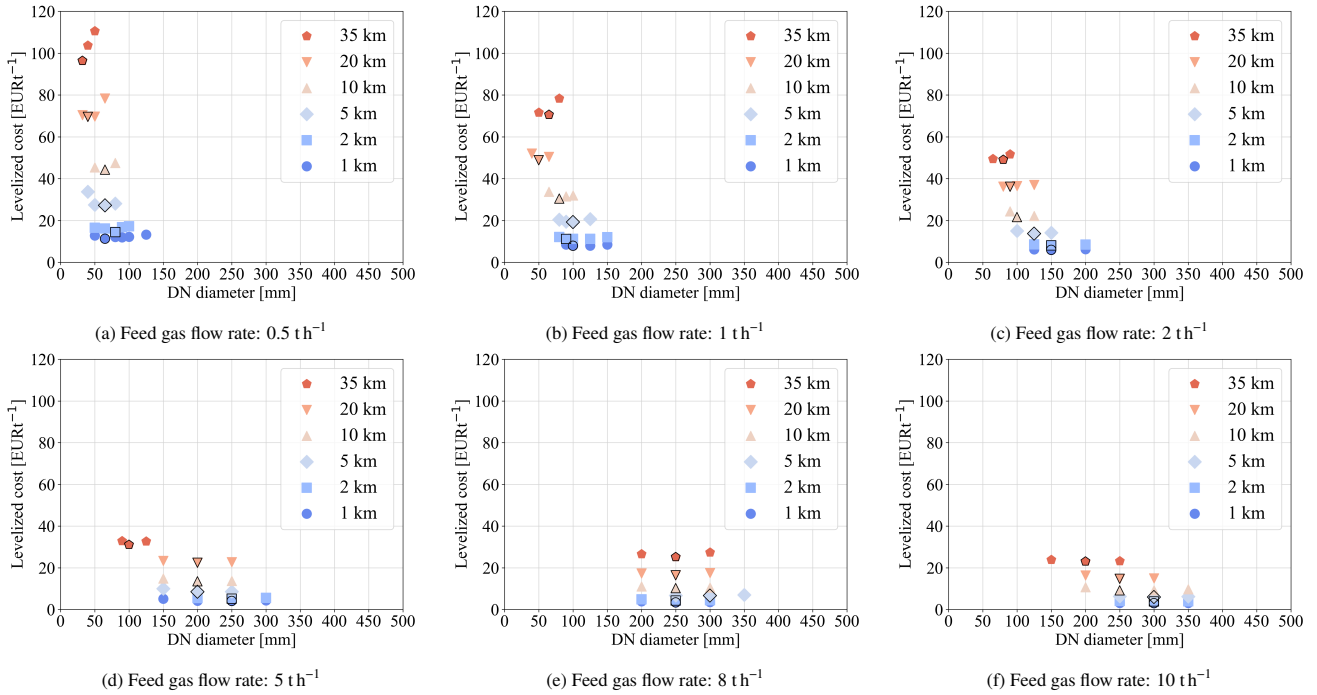 120
100
80
60
40
20
0
Levelized cost [EURt⁻¹]
0 50 100 150 200 250 300 350 400 450 500
DN diameter [mm]
35 km
20 km
10 km
5 km
2 km
1 km
(a) Feed gas flow rate: 0.5 t h⁻¹
120
100
80
60
40
20
0
Levelized cost [EURt⁻¹]
0 50 100 150 200 250 300 350 400 450 500
DN diameter [mm]
35 km
20 km
10 km
5 km
2 km
1 km
(b) Feed gas flow rate: 1 t h⁻¹
120
100
80
60
40
20
0
Levelized cost [EURt⁻¹]
0 50 100 150 200 250 300 350 400 450 500
DN diameter [mm]
35 km
20 km
10 km
5 km
2 km
1 km
(c) Feed gas flow rate: 2 t h⁻¹
120
100
80
60
40
20
0
Levelized cost [EURt⁻¹]
0 50 100 150 200 250 300 350 400 450 500
DN diameter [mm]
35 km
20 km
10 km
5 km
2 km
1 km
(d) Feed gas flow rate: 5 t h⁻¹
120
100
80
60
40
20
0
Levelized cost [EURt⁻¹]
0 50 100 150 200 250 300 350 400 450 500
DN diameter [mm]
35 km
20 km
10 km
5 km
2 km
1 km
(e) Feed gas flow rate: 8 t h⁻¹
120
100
80
60
40
20
0
Levelized cost [EURt⁻¹]
0 50 100 150 200 250 300 350 400 450 500
DN diameter [mm]
35 km
20 km
10 km
5 km
2 km
1 km
(f) Feed gas flow rate: 10 t h⁻¹